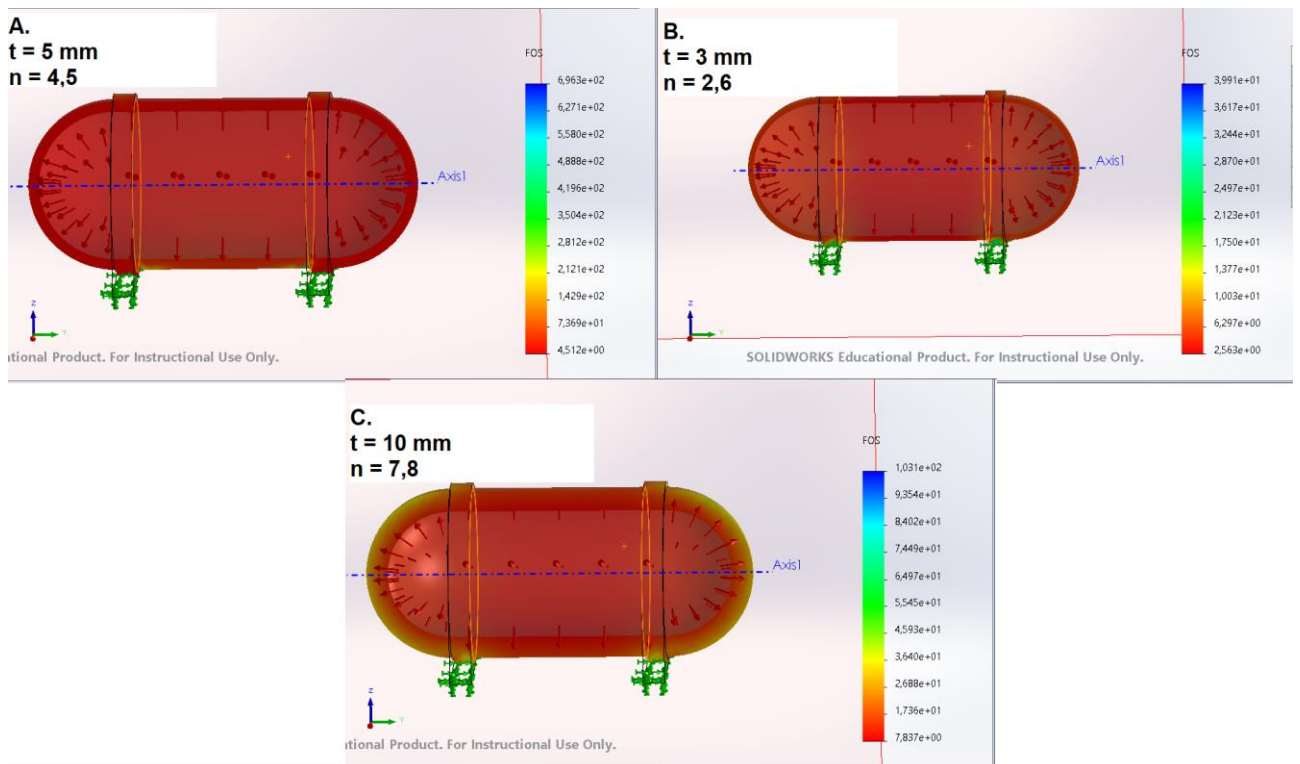 A.
t = 5 mm
n = 4,5
FOS
6,963e+02
6,271e+02
5,580e+02
4,888e+02
4,196e+02
3,504e+02
2,812e+02
2,121e+02
1,429e+02
7,369e+01
4,512e+00
Axis1
z
Y
ational Product. For Instructional Use Only.
B.
t = 3 mm
n = 2,6
FOS
3,991e+01
3,617e+01
3,244e+01
2,870e+01
2,497e+01
2,123e+01
1,750e+01
1,377e+01
1,003e+01
6,297e+00
2,563e+00
Axis1
z
Y
SOLIDWORKS Educational Product. For Instructional Use Only.
C.
t = 10 mm
n = 7,8
FOS
1,031e+02
9,354e+01
8,402e+01
7,449e+01
6,497e+01
5,545e+01
4,593e+01
3,640e+01
2,688e+01
1,736e+01
7,837e+00
Axis1
z
Y
ational Product. For Instructional Use Only.